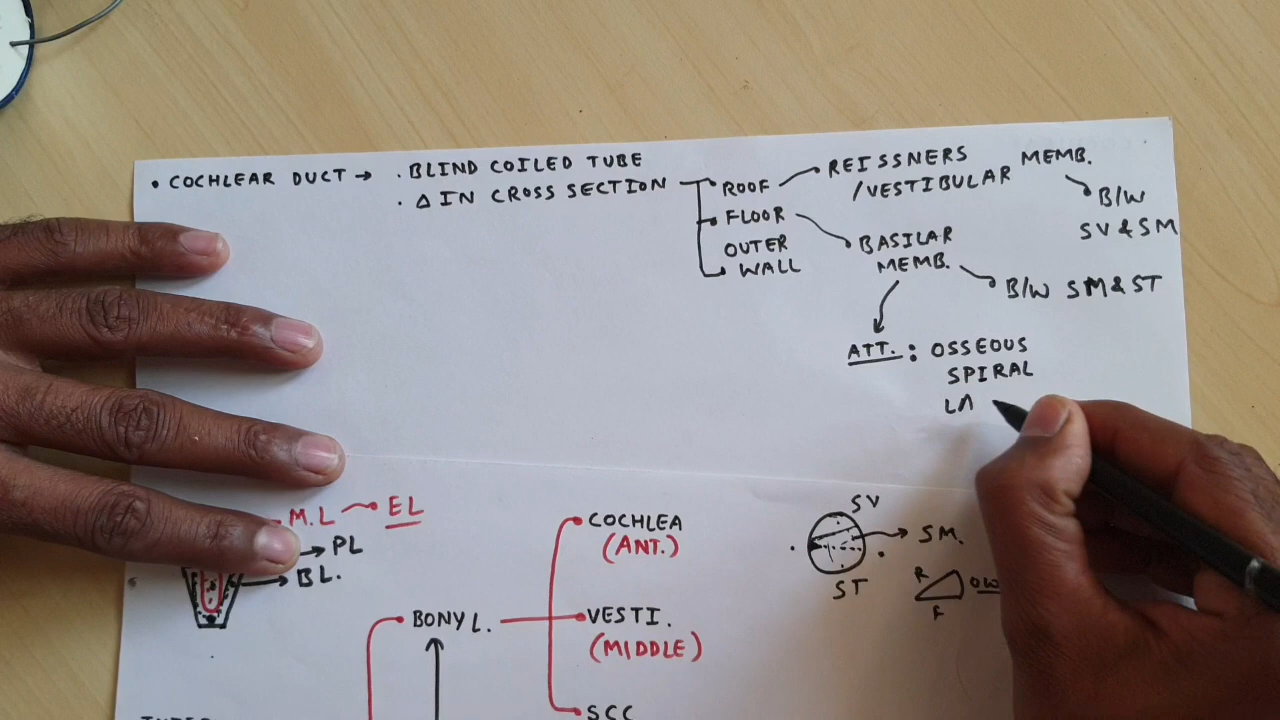 • COCHLEAR DUCT → . BLIND COILED TUBE
. △ IN CROSS SECTION
ROOF
FLOOR
OUTER
WALL
REISSNERS
/VESTIBULAR MEMB.
B/W
SV & SM
BASILAR
MEMB.
B/W SM & ST
ATT. : OSSEOUS
SPIRAL
LA
M.L
EL
PL
BL.
BONY L.
COCHLEA
(ANT.)
VESTI.
(MIDDLE)
SCC
SV
SM.
ST
R
OW
F